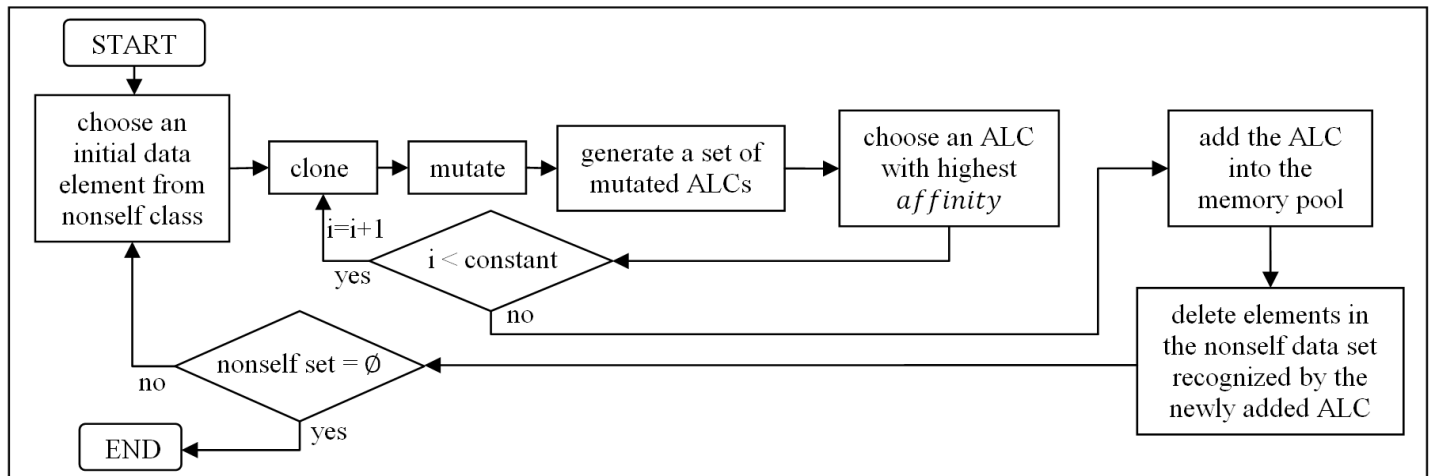 START
choose an
initial data
element from
nonself class
clone
mutate
generate a set of
mutated ALCs
choose an ALC
with highest
affinity
add the ALC
into the
memory pool
i=i+1
i < constant
yes
no
delete elements in
the nonself data set
recognized by the
newly added ALC
nonself set = ∅
no
yes
END